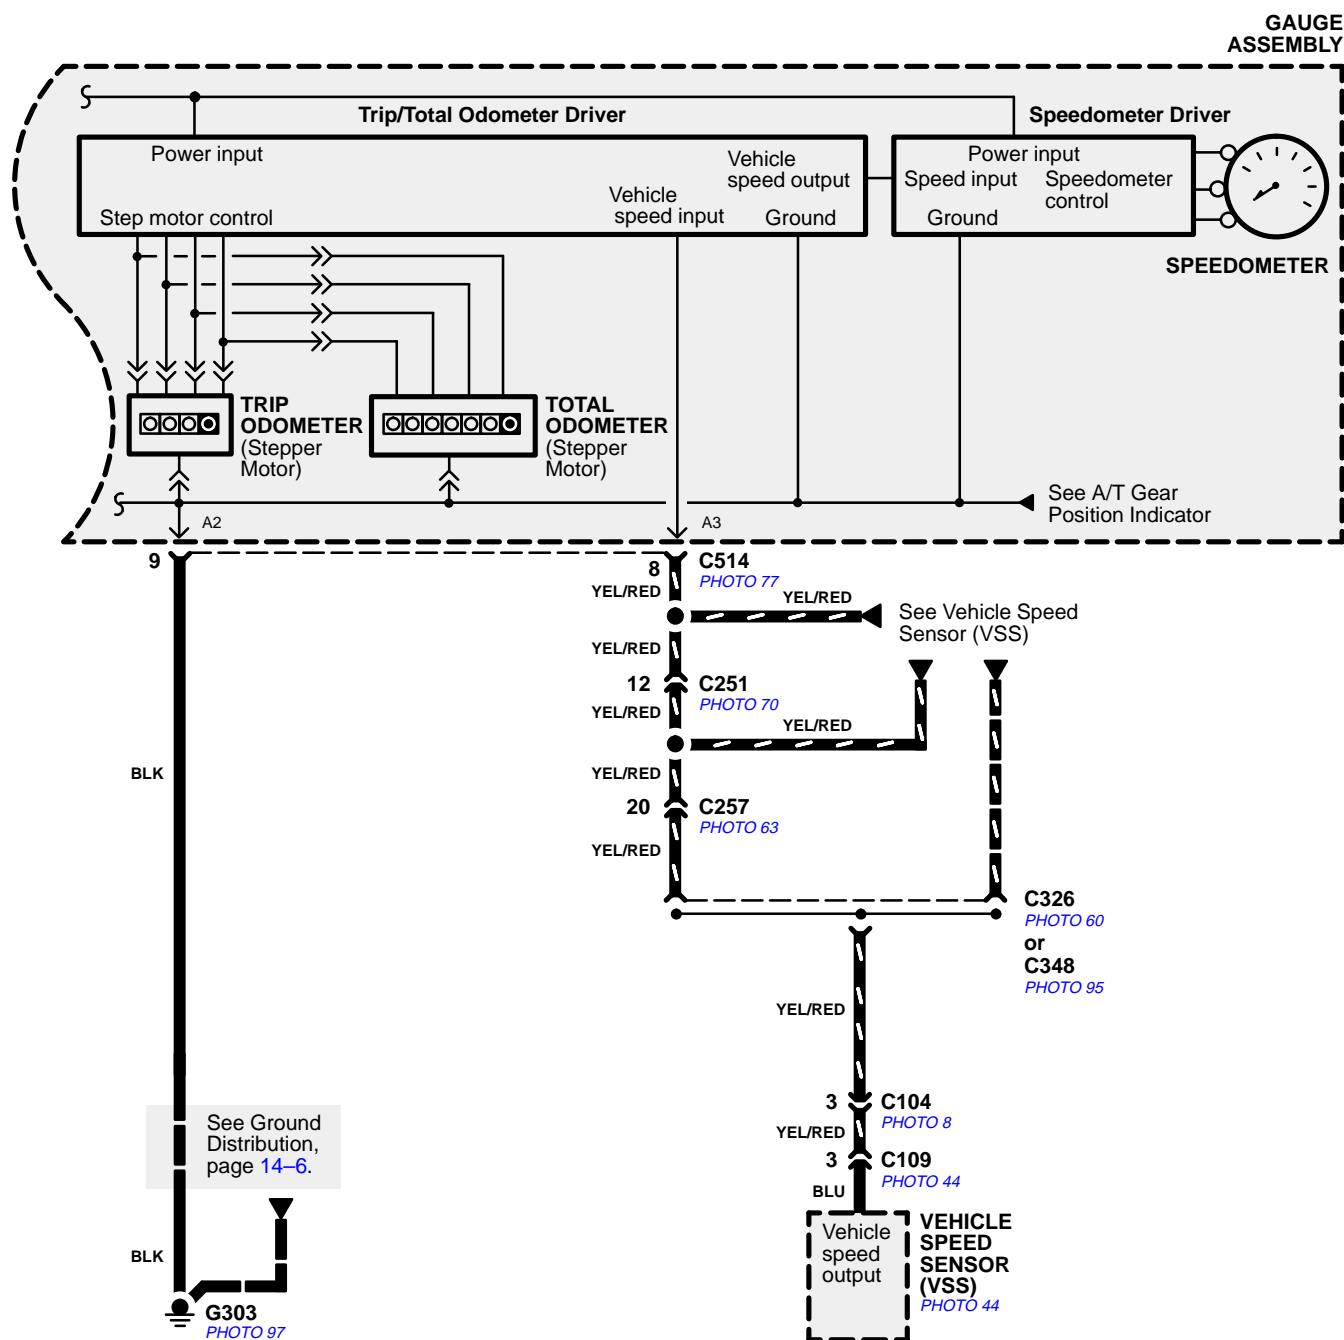 GAUGE
ASSEMBLY
Trip/Total Odometer Driver
Speedometer Driver
Power input
Vehicle
speed output
Vehicle
speed input
Step motor control
Ground
Power input
Speed input
Speedometer
control
Ground
SPEEDOMETER
TRIP
ODOMETER
(Stepper
Motor)
TOTAL
ODOMETER
(Stepper
Motor)
See A/T Gear
Position Indicator
A2
A3
9
8
C514
PHOTO 77
YEL/RED
YEL/RED
See Vehicle Speed
Sensor (VSS)
YEL/RED
12
C251
PHOTO 70
YEL/RED
YEL/RED
BLK
YEL/RED
20
C257
PHOTO 63
YEL/RED
C326
PHOTO 60
or
C348
PHOTO 95
YEL/RED
3
C104
PHOTO 8
YEL/RED
3
C109
PHOTO 44
BLU
See Ground
Distribution,
page 14–6.
Vehicle
speed
output
VEHICLE
SPEED
SENSOR
(VSS)
PHOTO 44
BLK
G303
PHOTO 97